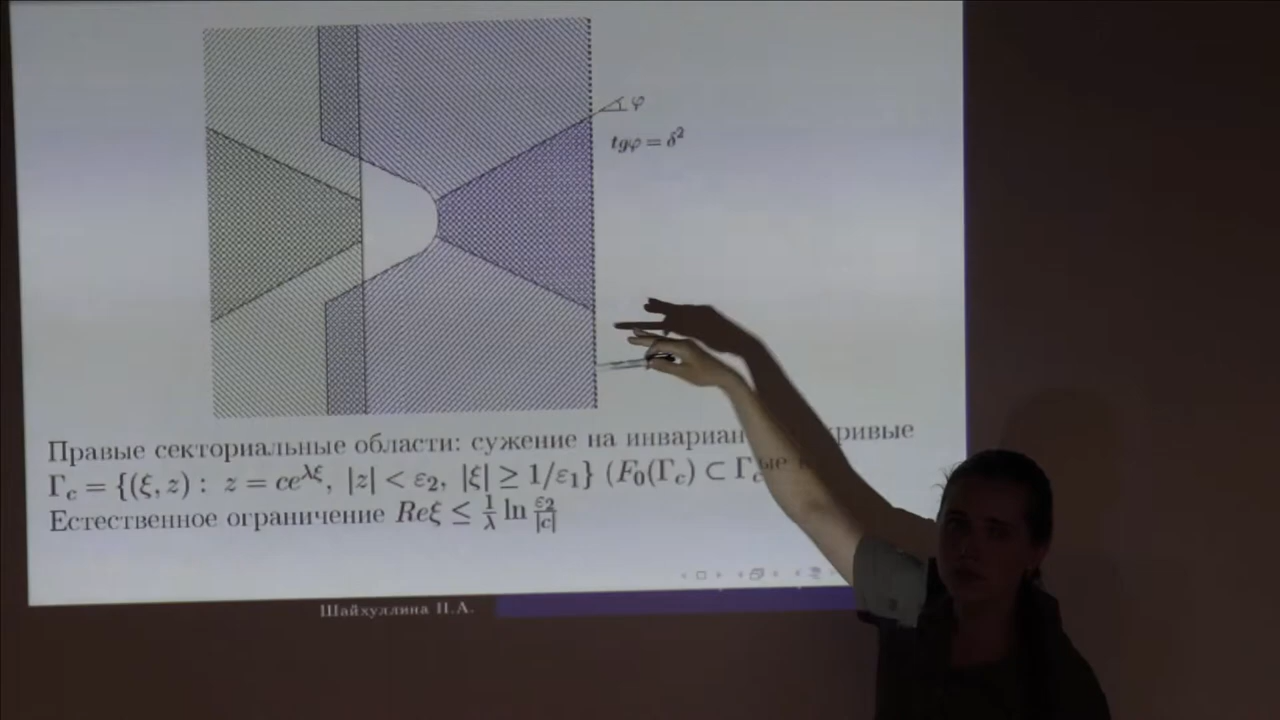 φ
tgφ = δ²
Правые секториальные области: сужение на инвариан кривые
Γ_c = {(ξ, z) : z = ce^{λξ}, |z| < ε₂, |ξ| ≥ 1/ε₁} (F₀(Γ_c) ⊂ Γ_c
Естественное ограничение Reξ ≤ 1/λ ln ε₂/|c|
Шайхуллина П.А.